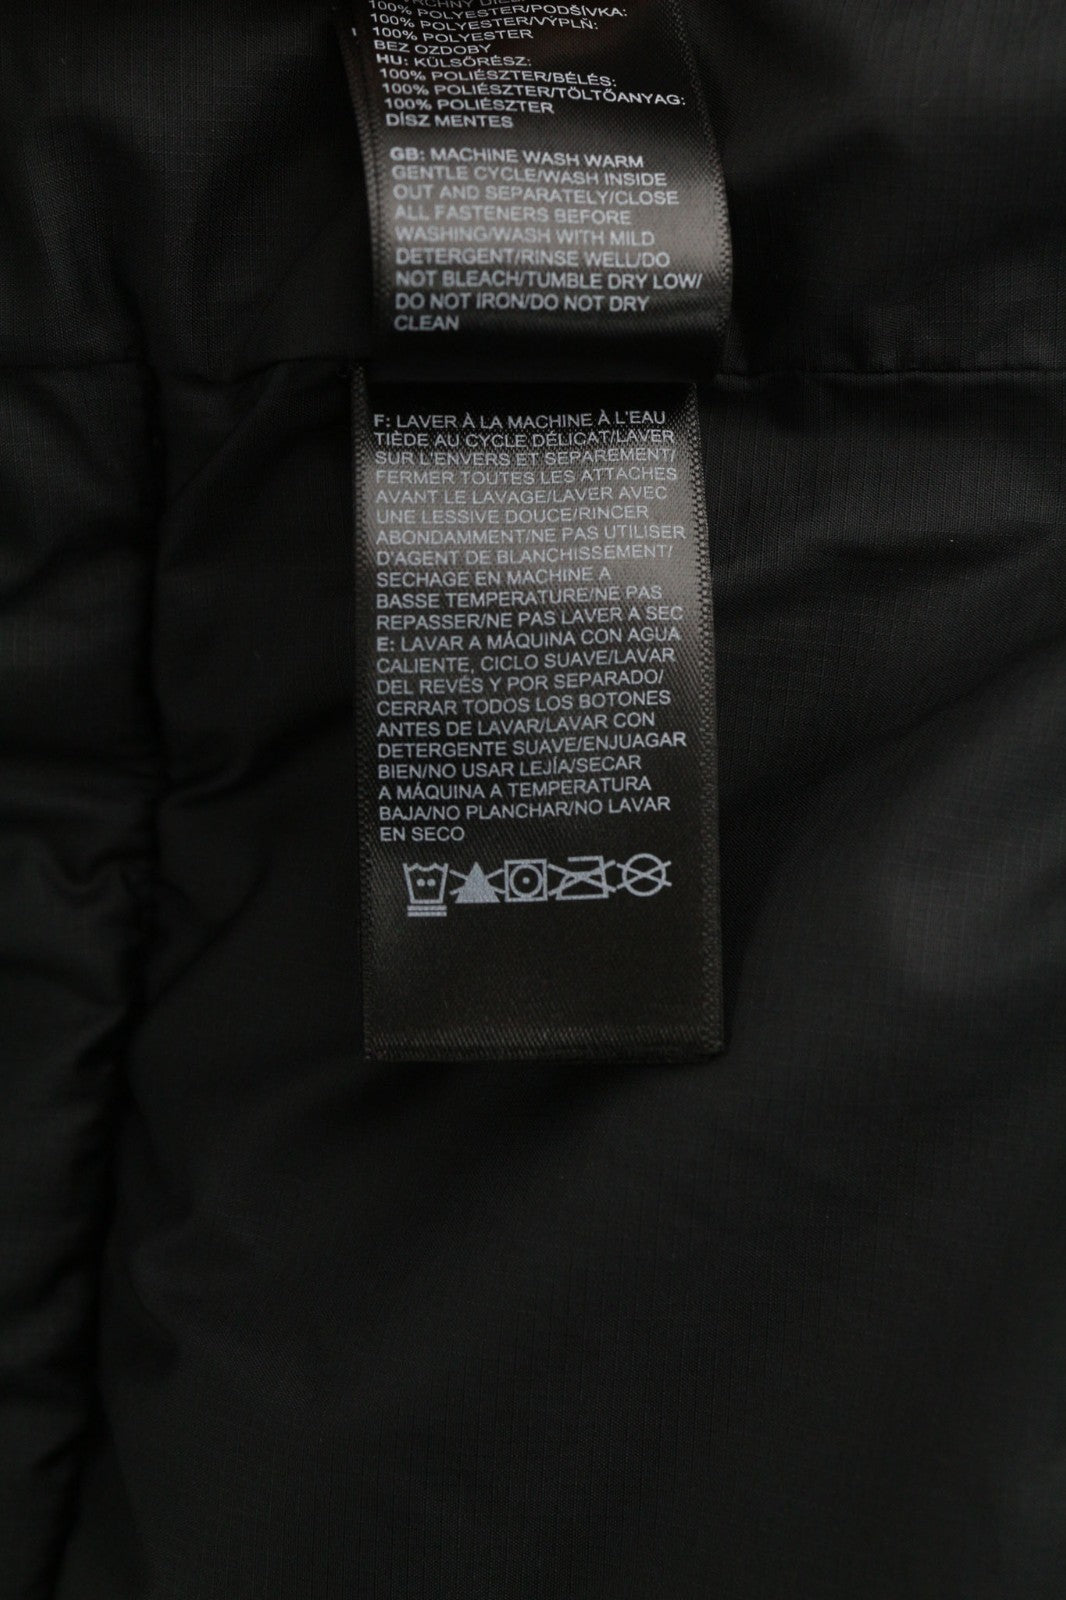 100% POLYESTER/PODŠÍVKA:
100% POLYESTER/VÝPLŇ:
100% POLYESTER
BEZ OZDOBY
HU: KÜLSŐRÉSZ:
100% POLIÉSZTER/BÉLÉS:
100% POLIÉSZTER/TÖLTŐANYAG:
100% POLIÉSZTER
DÍSZ MENTES
GB: MACHINE WASH WARM
GENTLE CYCLE/WASH INSIDE
OUT AND SEPARATELY/CLOSE
ALL FASTENERS BEFORE
WASHING/WASH WITH MILD
DETERGENT/RINSE WELL/DO
NOT BLEACH/TUMBLE DRY LOW/
DO NOT IRON/DO NOT DRY
CLEAN
F: LAVER À LA MACHINE À L'EAU
TIÈDE AU CYCLE DÉLICAT/LAVER
SUR L'ENVERS ET SEPAREMENT/
FERMER TOUTES LES ATTACHES
AVANT LE LAVAGE/LAVER AVEC
UNE LESSIVE DOUCE/RINCER
ABONDAMMENT/NE PAS UTILISER
D'AGENT DE BLANCHISSEMENT/
SECHAGE EN MACHINE A
BASSE TEMPERATURE/NE PAS
REPASSER/NE PAS LAVER A SEC
E: LAVAR A MÁQUINA CON AGUA
CALIENTE, CICLO SUAVE/LAVAR
DEL REVÉS Y POR SEPARADO/
CERRAR TODOS LOS BOTONES
ANTES DE LAVAR/LAVAR CON
DETERGENTE SUAVE/ENJUAGAR
BIEN/NO USAR LEJÍA/SECAR
A MÁQUINA A TEMPERATURA
BAJA/NO PLANCHAR/NO LAVAR
EN SECO